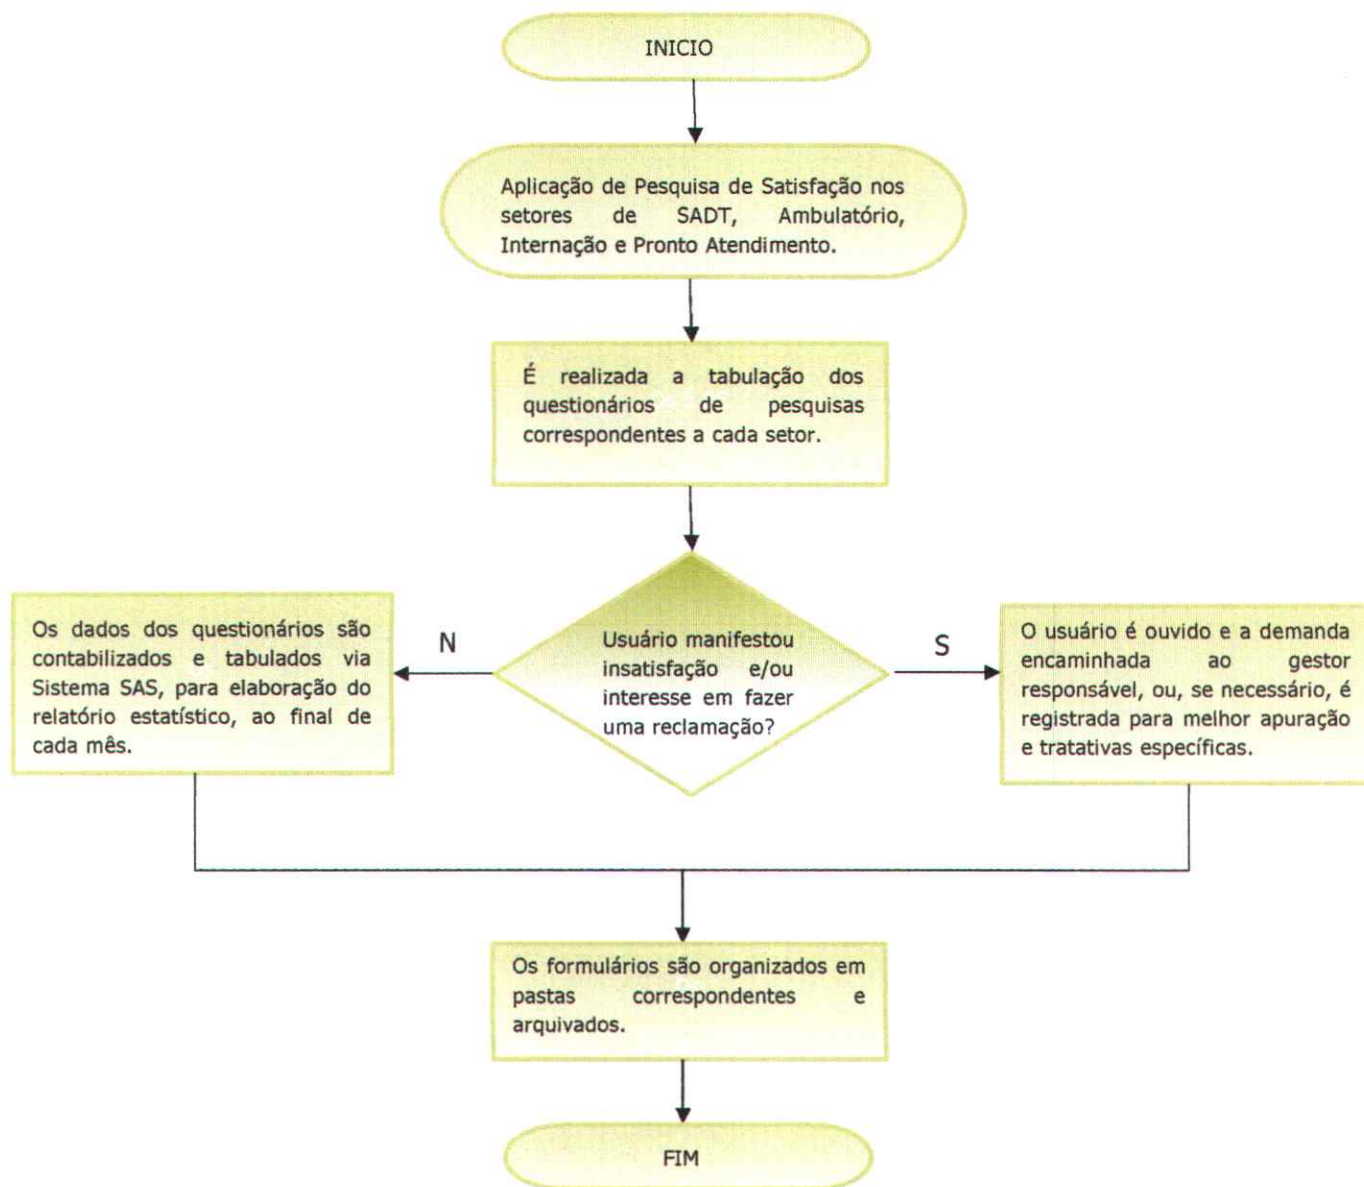 INICIO
Aplicação de Pesquisa de Satisfação nos
setores de SADT, Ambulatório,
Internação e Pronto Atendimento.
É realizada a tabulação dos
questionários de pesquisas
correspondentes a cada setor.
Os dados dos questionários são
contabilizados e tabulados via
Sistema SAS, para elaboração do
relatório estatístico, ao final de
cada mês.
N
Usuário manifestou
insatisfação e/ou
interesse em fazer
uma reclamação?
S
O usuário é ouvido e a demanda
encaminhada ao gestor
responsável, ou, se necessário, é
registrada para melhor apuração
e tratativas específicas.
Os formulários são organizados em
pastas correspondentes e
arquivados.
FIM